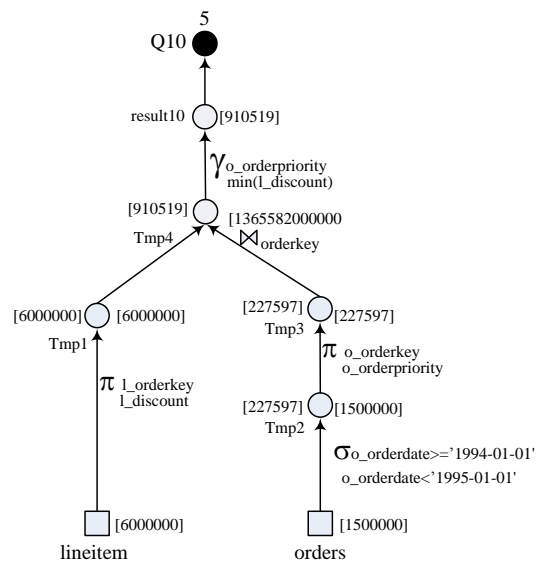 5
Q10
result10 [910519]
γ o_orderpriority
min(l_discount)
[910519] [1365582000000
Tmp4 ⋈ orderkey
[6000000] [6000000]
Tmp1
[227597] [227597]
Tmp3
π l_orderkey
l_discount
π o_orderkey
o_orderpriority
[227597] [1500000]
Tmp2
σ o_orderdate>='1994-01-01'
o_orderdate<'1995-01-01'
[6000000] [1500000]
lineitem orders